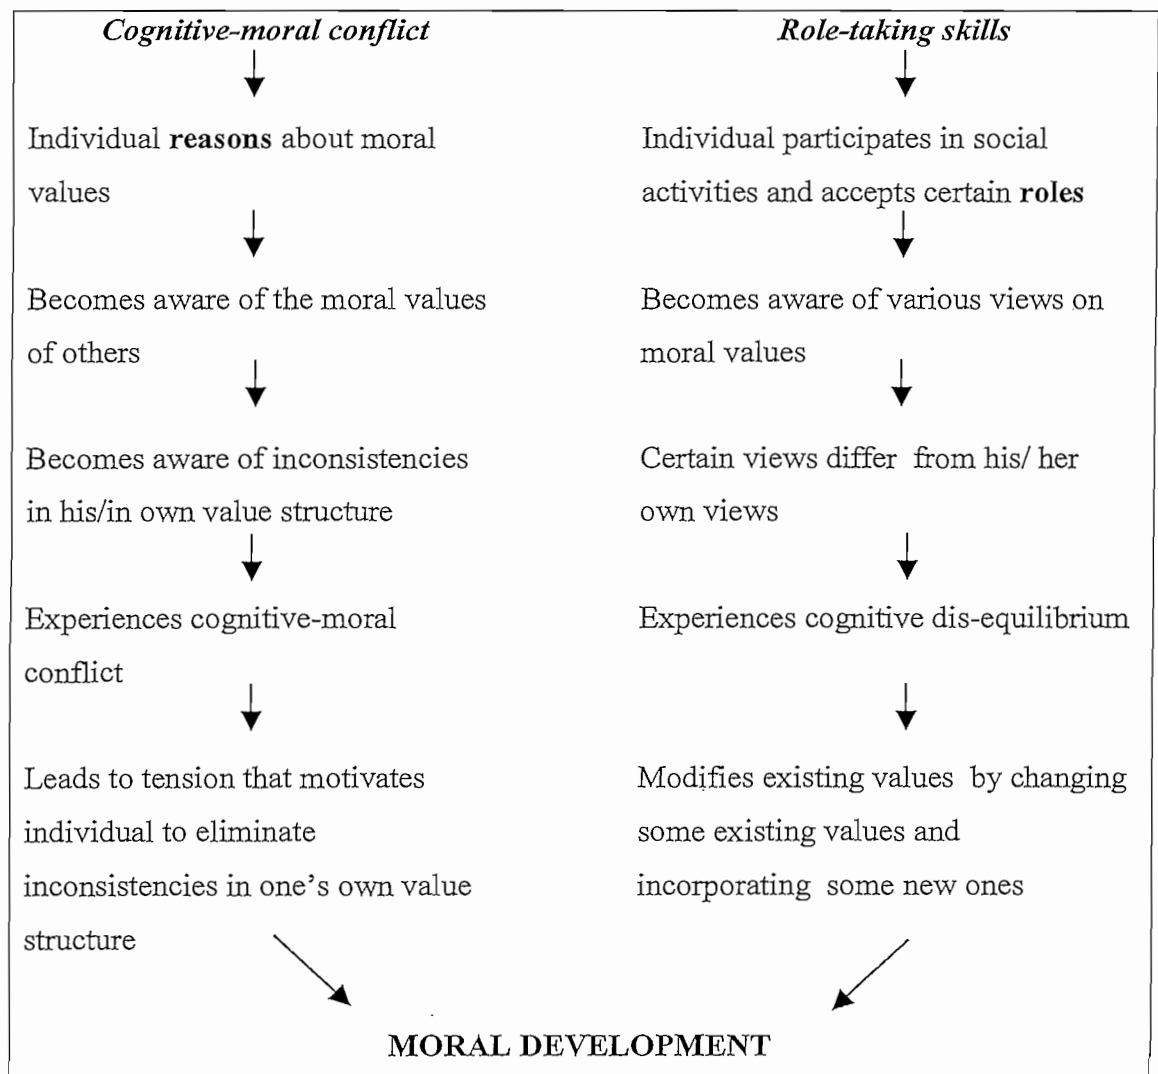 Cognitive-moral conflict
Individual reasons about moral
values
Becomes aware of the moral values
of others
Becomes aware of inconsistencies
in his/in own value structure
Experiences cognitive-moral
conflict
Leads to tension that motivates
individual to eliminate
inconsistencies in one's own value
structure
Role-taking skills
Individual participates in social
activities and accepts certain roles
Becomes aware of various views on
moral values
Certain views differ from his/ her
own views
Experiences cognitive dis-equilibrium
Modifies existing values by changing
some existing values and
incorporating some new ones
MORAL DEVELOPMENT